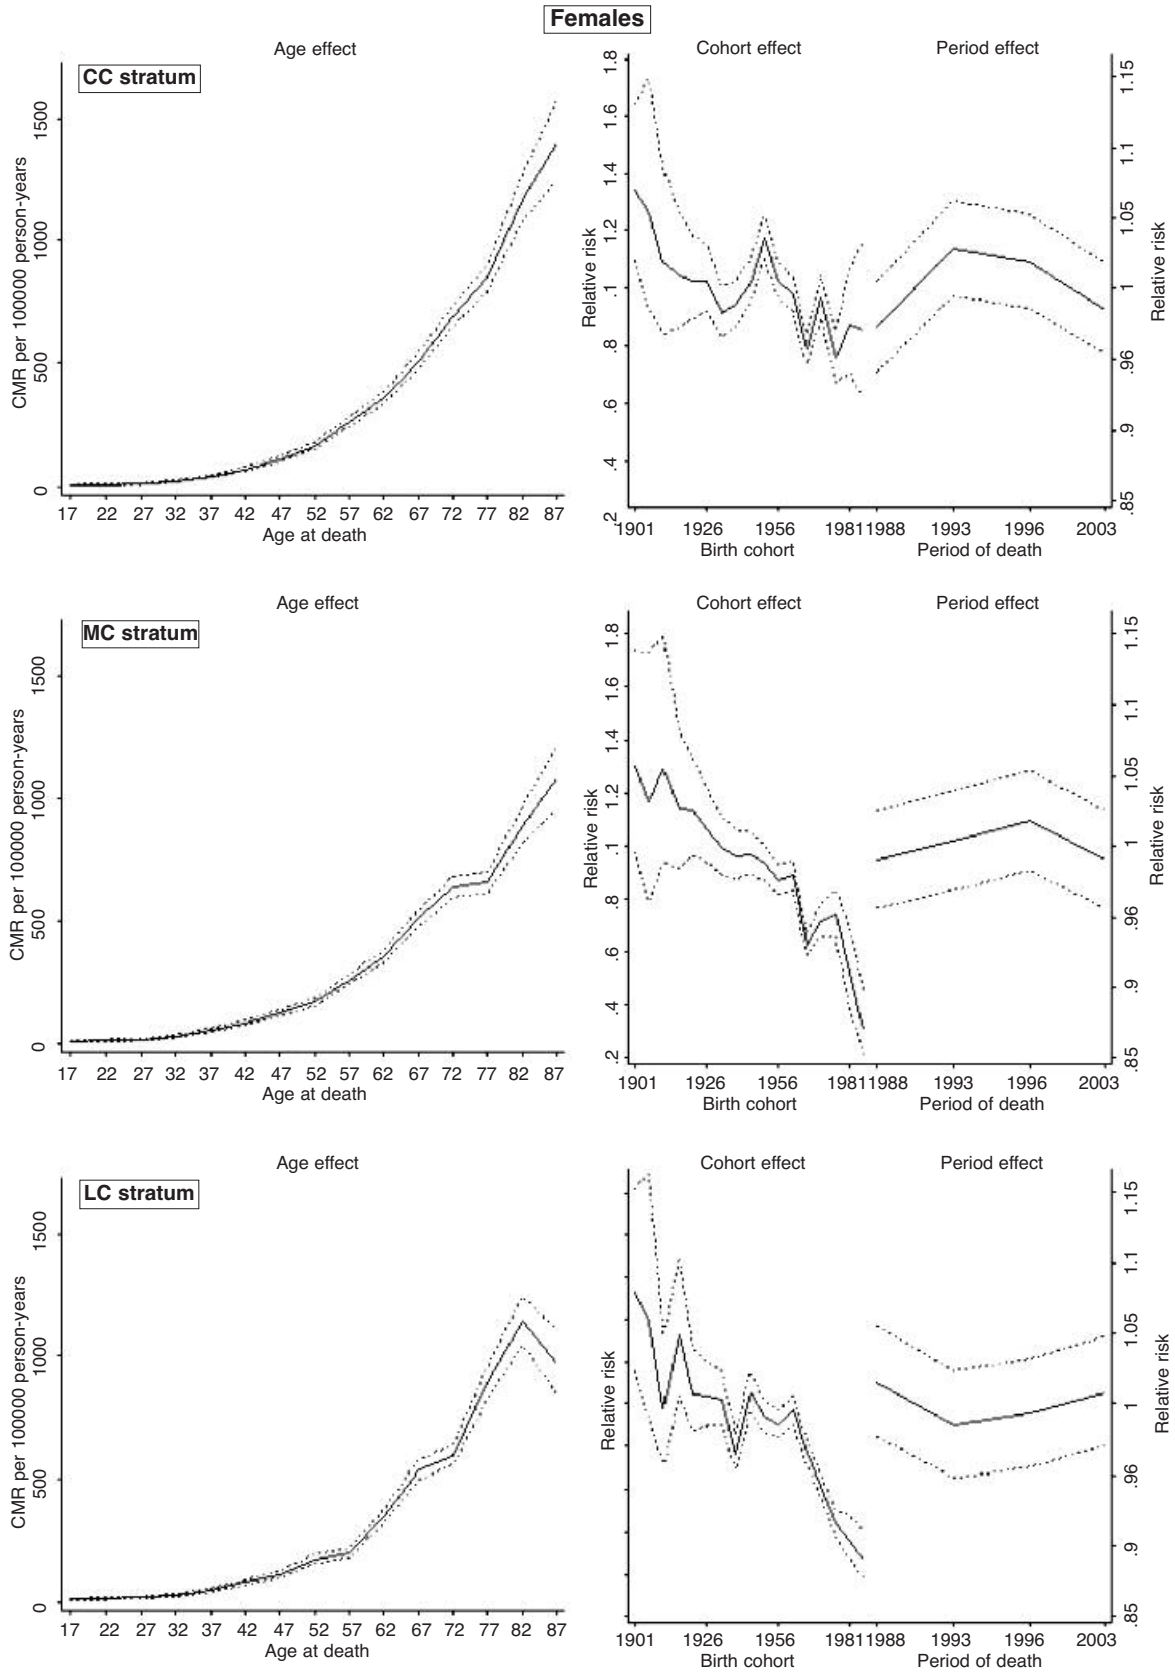 Females
Age effect
Cohort effect
Period effect
CC stratum
CMR per 100000 person-years
1500
1000
500
0
17 22 27 32 37 42 47 52 57 62 67 72 77 82 87
Age at death
Relative risk
1.8
1.6
1.4
1.2
1
.8
.6
.4
.2
1901 1926 1956 1981 1988 1993 1996 2003
Birth cohort
Period of death
1.15
1.1
1.05
1
.96
.9
.85
Relative risk
Age effect
Cohort effect
Period effect
MC stratum
CMR per 100000 person-years
1500
1000
500
0
17 22 27 32 37 42 47 52 57 62 67 72 77 82 87
Age at death
Relative risk
1.8
1.6
1.4
1.2
1
.8
.6
.4
.2
1901 1926 1956 1981 1988 1993 1996 2003
Birth cohort
Period of death
1.15
1.1
1.05
1
.96
.9
.85
Relative risk
Age effect
Cohort effect
Period effect
LC stratum
CMR per 100000 person-years
1500
1000
500
0
17 22 27 32 37 42 47 52 57 62 67 72 77 82 87
Age at death
Relative risk
1901 1926 1956 1981 1988 1993 1996 2003
Birth cohort
Period of death
1.15
1.1
1.05
1
.96
.9
.85
Relative risk